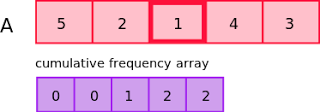 A 5 2 1 4 3
cumulative frequency array
0 0 1 2 2